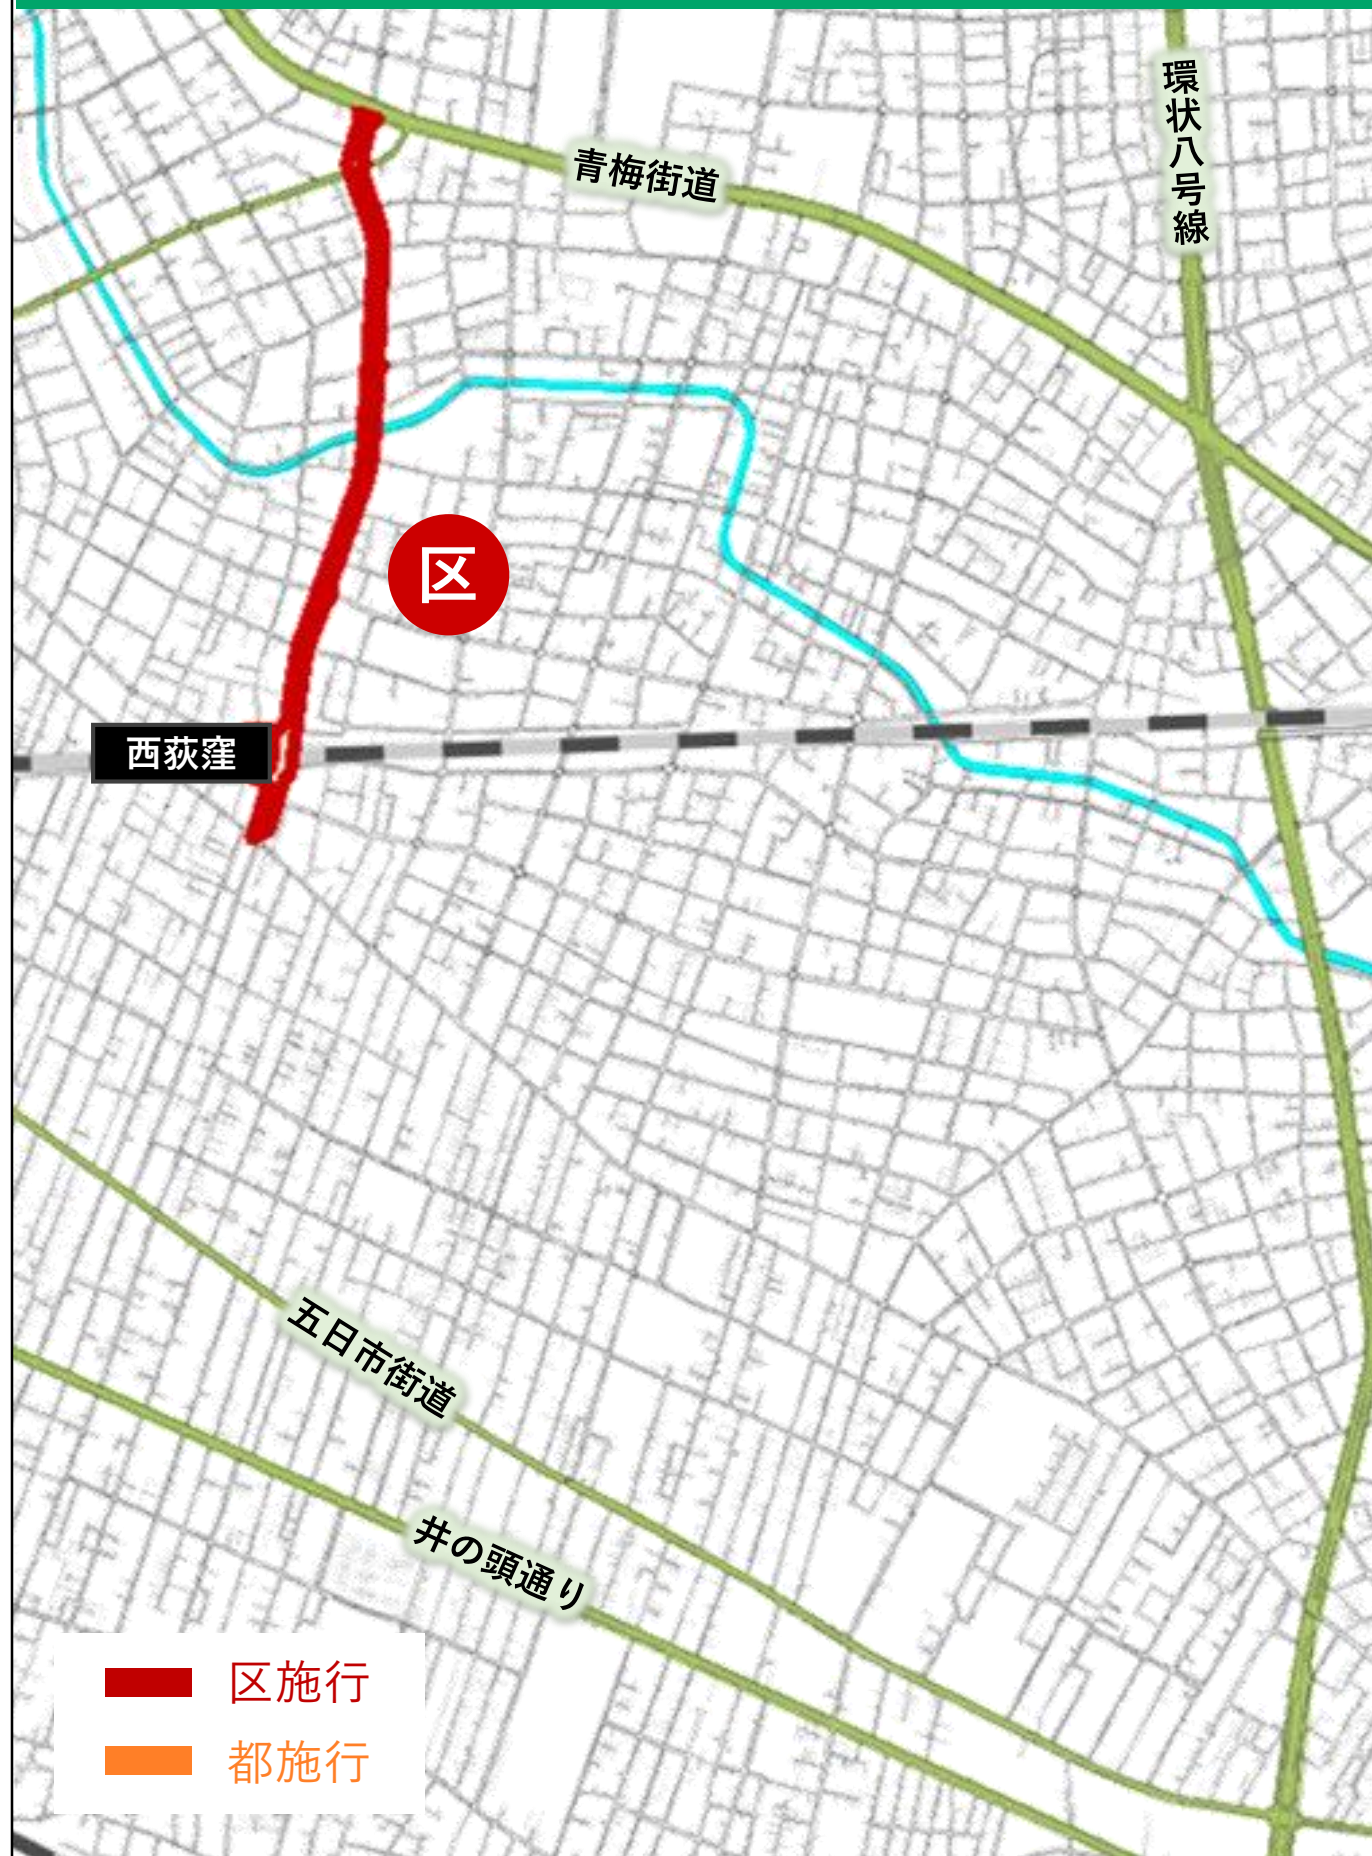 環状八号線
青梅街道
区
西荻窪
五日市街道
井の頭通り
区施行
都施行